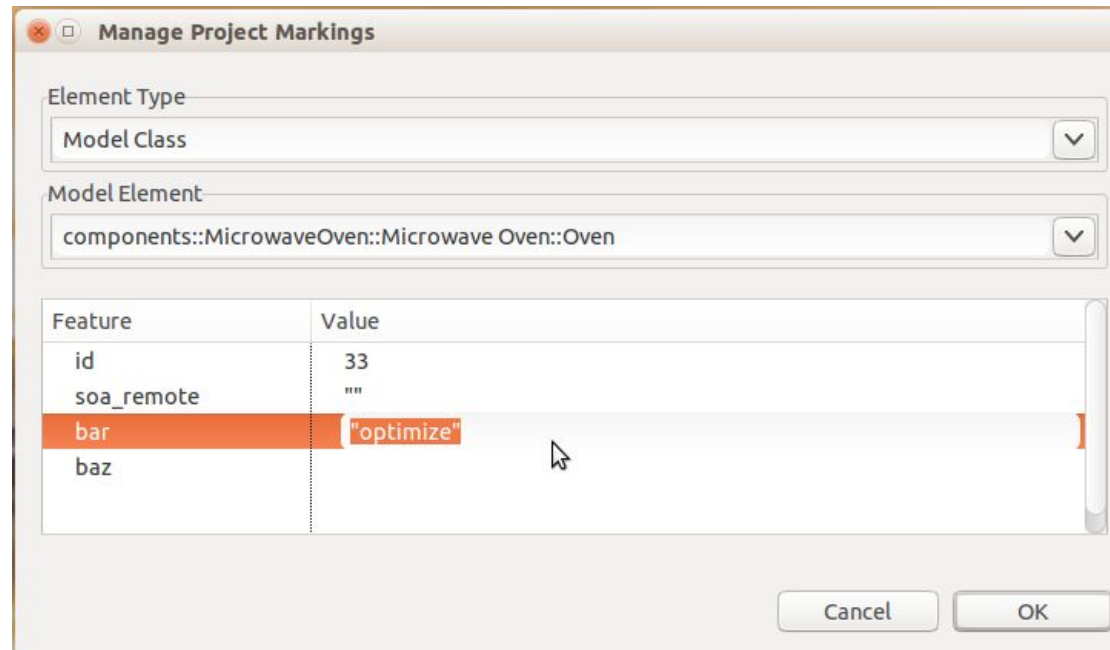 Manage Project Markings
Element Type
Model Class
Model Element
components::MicrowaveOven::Microwave Oven::Oven
Feature Value
id 33
soa_remote ""
bar "optimize"
baz
Cancel OK